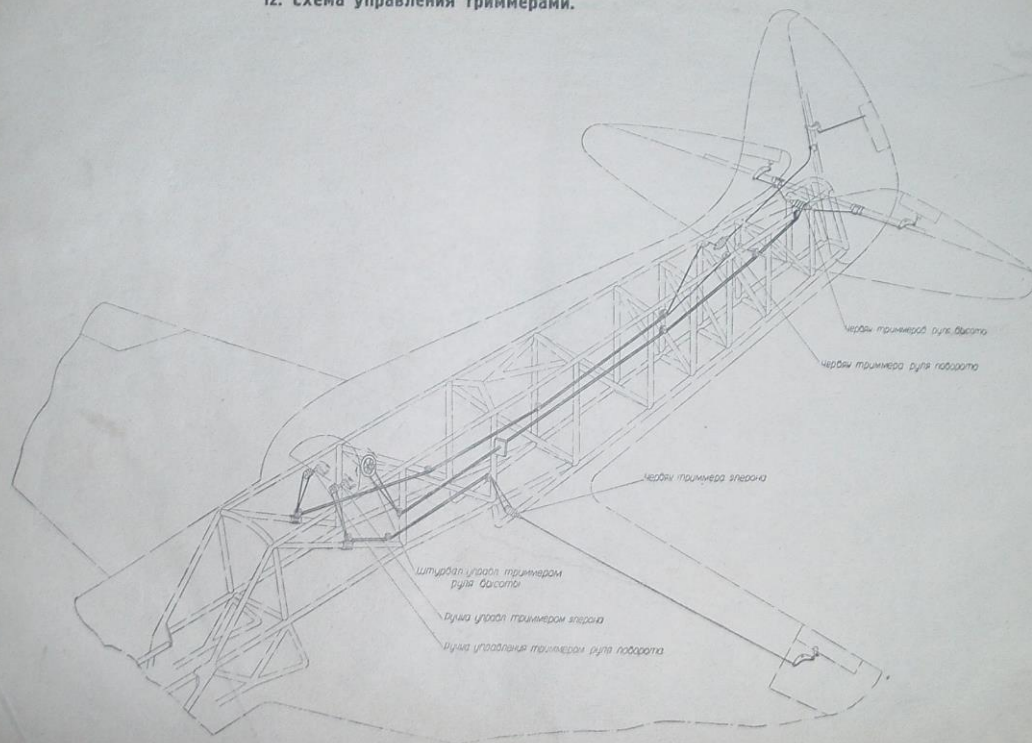 12. Схема управления триммерами.
Червяк триммеров руля высоты
Червяк триммера руля поворота
Червяк триммера элерона
Штурвал управл триммером
руля высоты
Ручка управл триммером элерона
Ручка управления триммером руля поворота